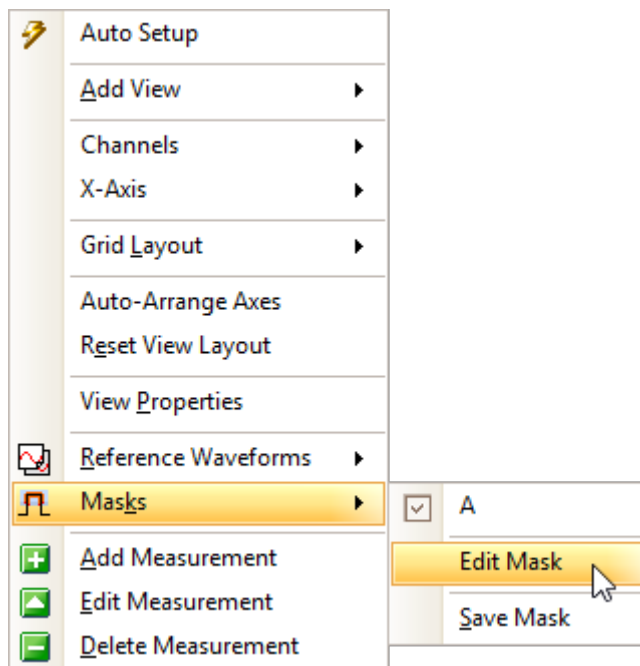 Auto Setup
Add View
Channels
X-Axis
Grid Layout
Auto-Arrange Axes
Reset View Layout
View Properties
Reference Waveforms
Masks
A
Add Measurement
Edit Mask
Edit Measurement
Save Mask
Delete Measurement